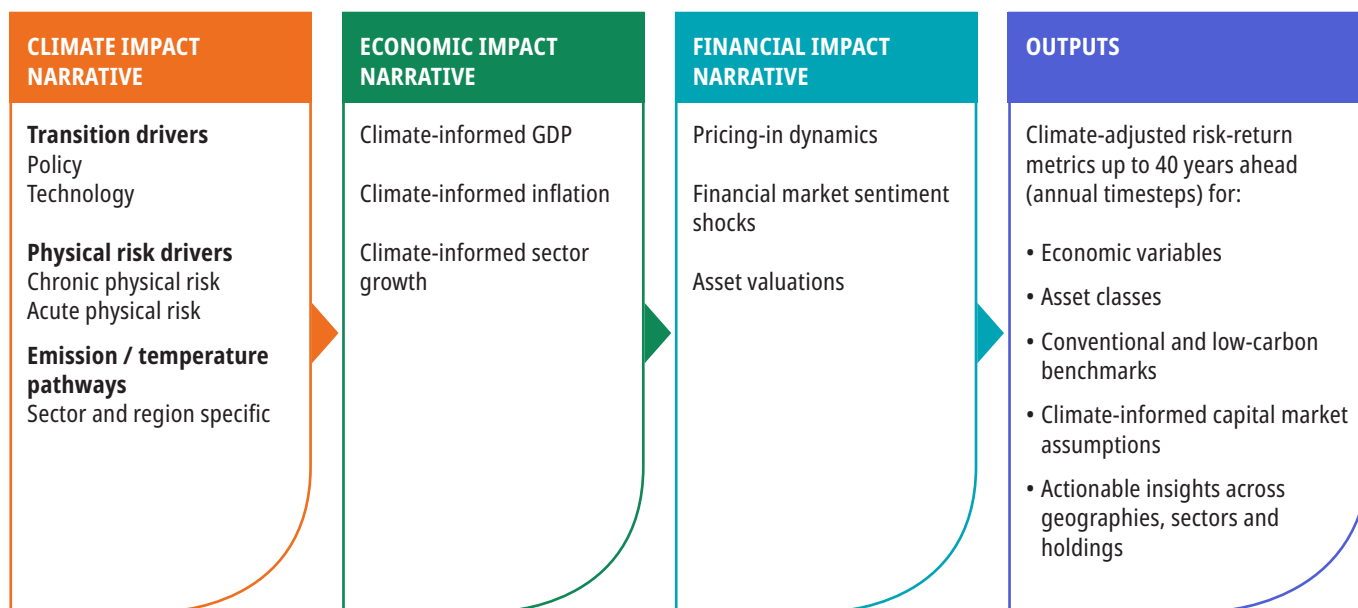 CLIMATE IMPACT
NARRATIVE
Transition drivers
Policy
Technology
Physical risk drivers
Chronic physical risk
Acute physical risk
Emission / temperature
pathways
Sector and region specific
ECONOMIC IMPACT
NARRATIVE
Climate-informed GDP
Climate-informed inflation
Climate-informed sector
growth
FINANCIAL IMPACT
NARRATIVE
Pricing-in dynamics
Financial market sentiment
shocks
Asset valuations
OUTPUTS
Climate-adjusted risk-return
metrics up to 40 years ahead
(annual timesteps) for:
• Economic variables
• Asset classes
• Conventional and low-carbon
benchmarks
• Climate-informed capital market
assumptions
• Actionable insights across
geographies, sectors and
holdings